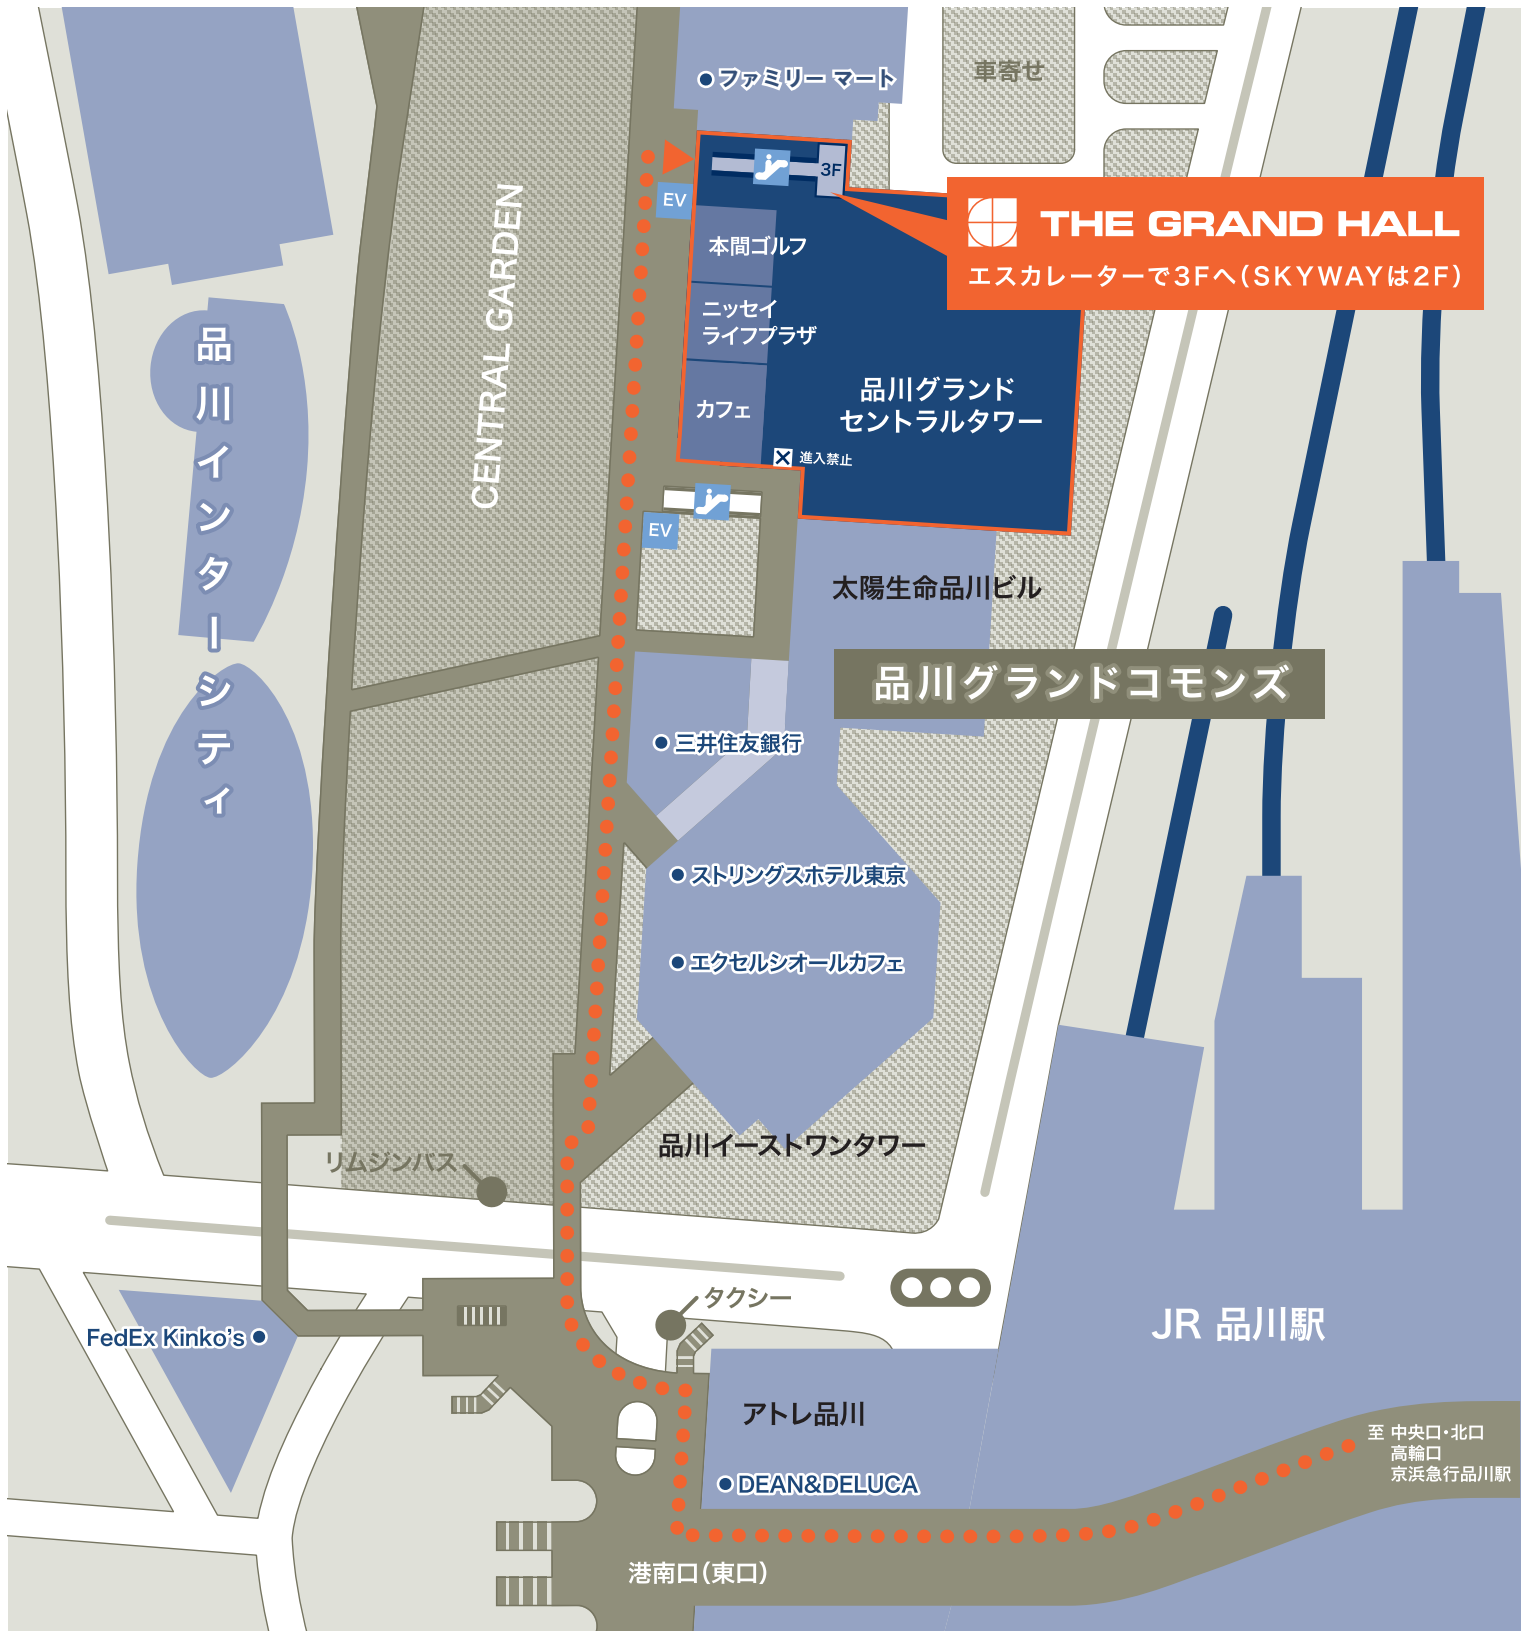 ファミリー マート
車寄せ
3F
EV
THE GRAND HALL
エスカレーターで3Fへ(SKYWAYは2F)
本間ゴルフ
ニッセイ
ライフプラザ
カフェ
品川グランド
セントラルタワー
進入禁止
EV
CENTRAL GARDEN
品川インターシティ
太陽生命品川ビル
品川グランドコモンズ
三井住友銀行
ストリングスホテル東京
エクセルシオールカフェ
品川イーストワンタワー
リムジンバス
タクシー
FedEx Kinko's
JR 品川駅
アトレ品川
DEAN&DELUCA
至 中央口・北口
高輪口
京浜急行品川駅
港南口(東口)